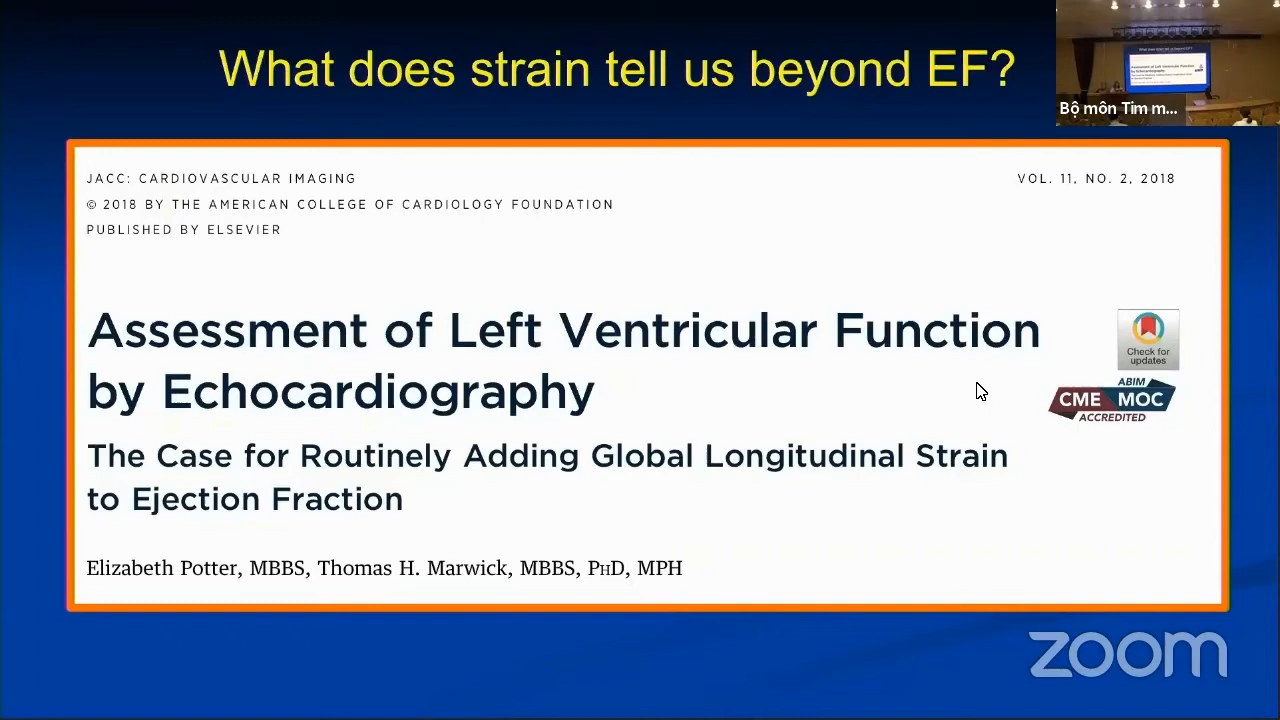 What does strain tell us beyond EF?
Bộ môn Tim m...
JACC: CARDIOVASCULAR IMAGING
VOL. 11, NO. 2, 2018
© 2018 BY THE AMERICAN COLLEGE OF CARDIOLOGY FOUNDATION
PUBLISHED BY ELSEVIER
Assessment of Left Ventricular Function
by Echocardiography
Check for
updates
ABIM
CME MOC
ACCREDITED
The Case for Routinely Adding Global Longitudinal Strain
to Ejection Fraction
Elizabeth Potter, MBBS, Thomas H. Marwick, MBBS, PHD, MPH
zoom